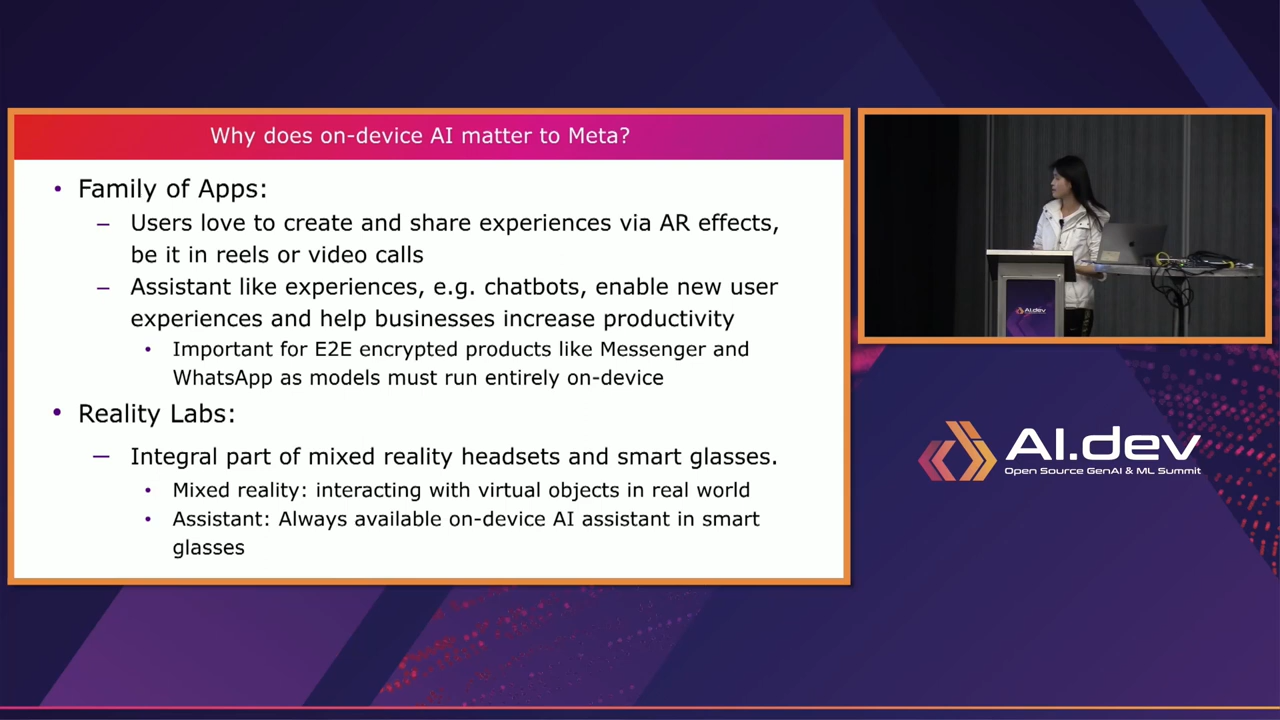 Why does on-device AI matter to Meta?
• Family of Apps:
– Users love to create and share experiences via AR effects,
be it in reels or video calls
– Assistant like experiences, e.g. chatbots, enable new user
experiences and help businesses increase productivity
• Important for E2E encrypted products like Messenger and
WhatsApp as models must run entirely on-device
• Reality Labs:
– Integral part of mixed reality headsets and smart glasses.
• Mixed reality: interacting with virtual objects in real world
• Assistant: Always available on-device AI assistant in smart
glasses
AI.dev
AI.dev
Open Source GenAI & ML Summit